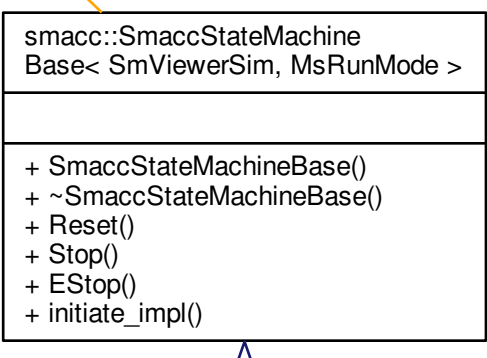 smacc::SmaccStateMachine
Base< SmViewerSim, MsRunMode >
+ SmaccStateMachineBase()
+ ~SmaccStateMachineBase()
+ Reset()
+ Stop()
+ EStop()
+ initiate_impl()